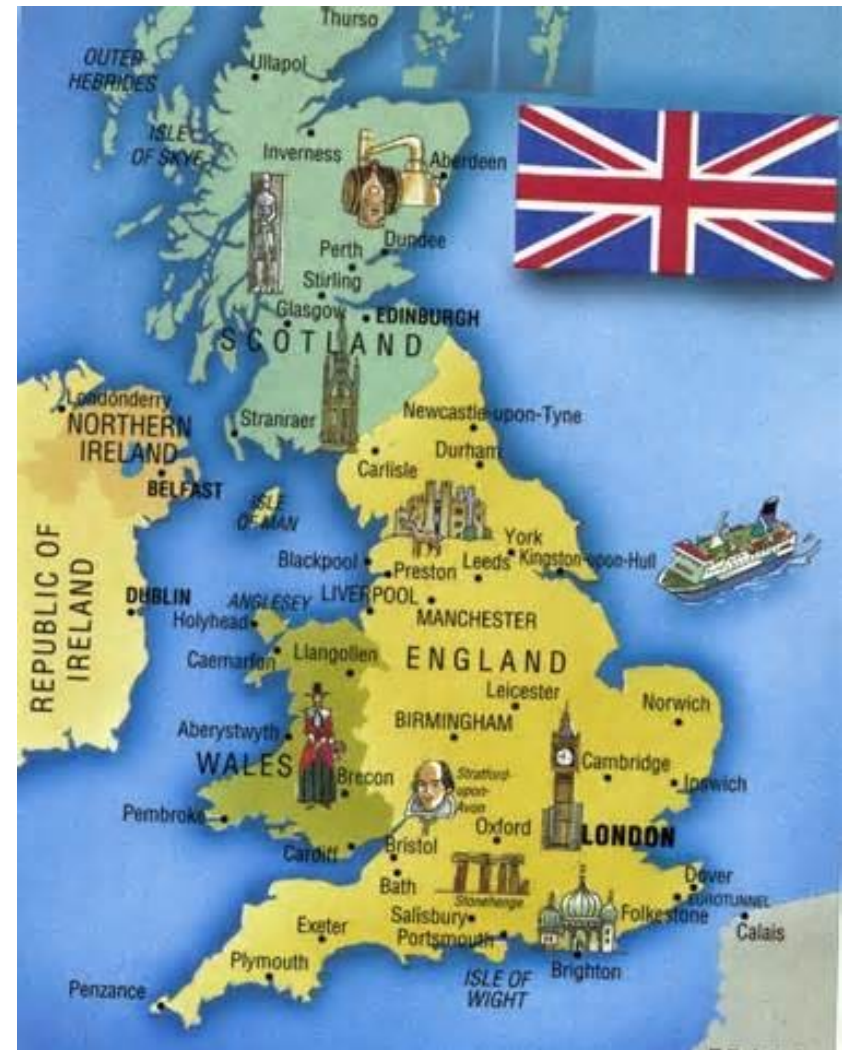 Thurso
OUTER
HEBRIDES
Ullapol
ISLE
OF SKYE
Inverness
Aberdeen
Perth
Dundee
Stirling
Glasgow
EDINBURGH
SCOTLAND
Londonderry
NORTHERN
IRELAND
BELFAST
Stranraer
Newcastle-upon-Tyne
Durham
Carlisle
ISLE
OF MAN
York
Blackpool
Preston
Leeds
Kingston-upon-Hull
REPUBLIC OF
IRELAND
DUBLIN
ANGLESEY
LIVERPOOL
Holyhead
MANCHESTER
Caernarfon
Llangollen
ENGLAND
Leicester
Norwich
Aberystwyth
BIRMINGHAM
WALES
Brecon
Stratford-
upon-
Avon
Cambridge
Ipswich
Pembroke
Oxford
LONDON
Cardiff
Bristol
Bath
Stonehenge
Dover
EUROTUNNEL
Folkestone
Calais
Exeter
Salisbury
Portsmouth
Plymouth
ISLE OF
WIGHT
Brighton
Penzance